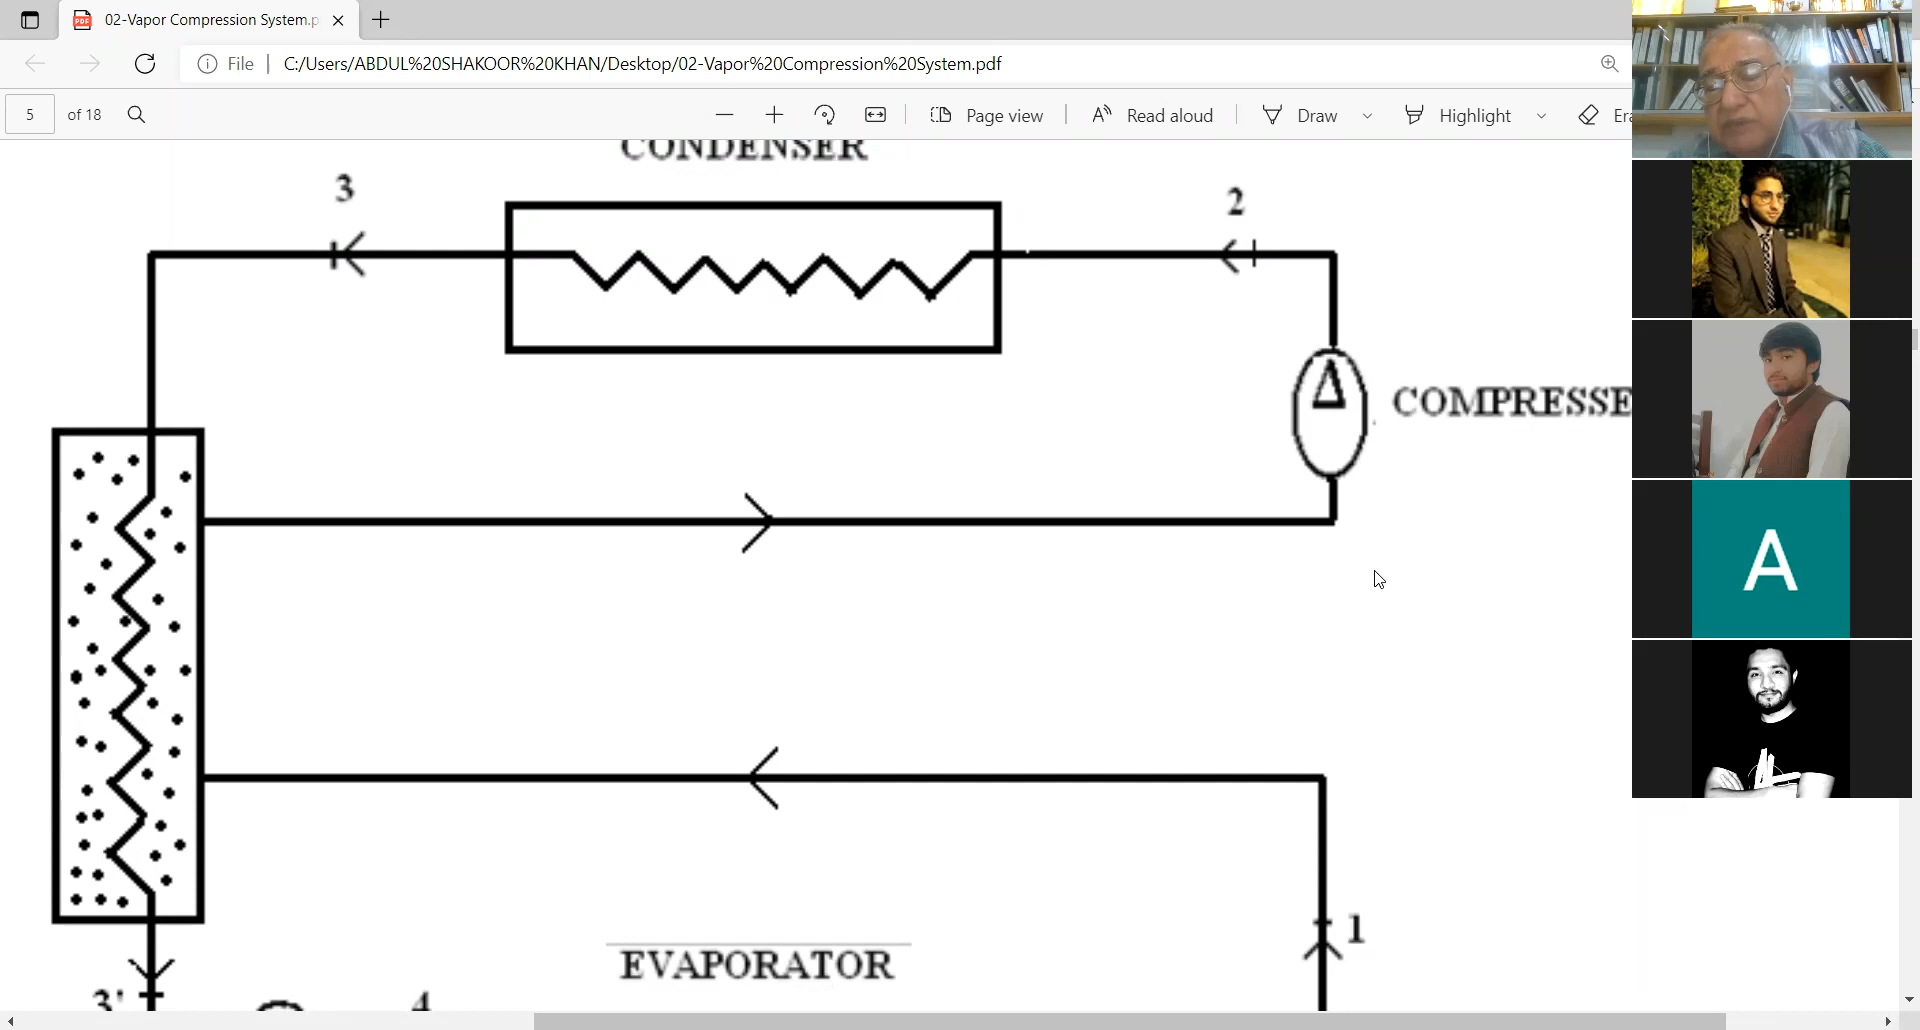 02-Vapor Compression System.p
File
C:/Users/ABDUL%20SHAKOOR%20KHAN/Desktop/02-Vapor%20Compression%20System.pdf
5 of 18
Page view
Read aloud
Draw
Highlight
Era
CONDENSER
3
2
COMPRESSE
A
1
EVAPORATOR
3'
4